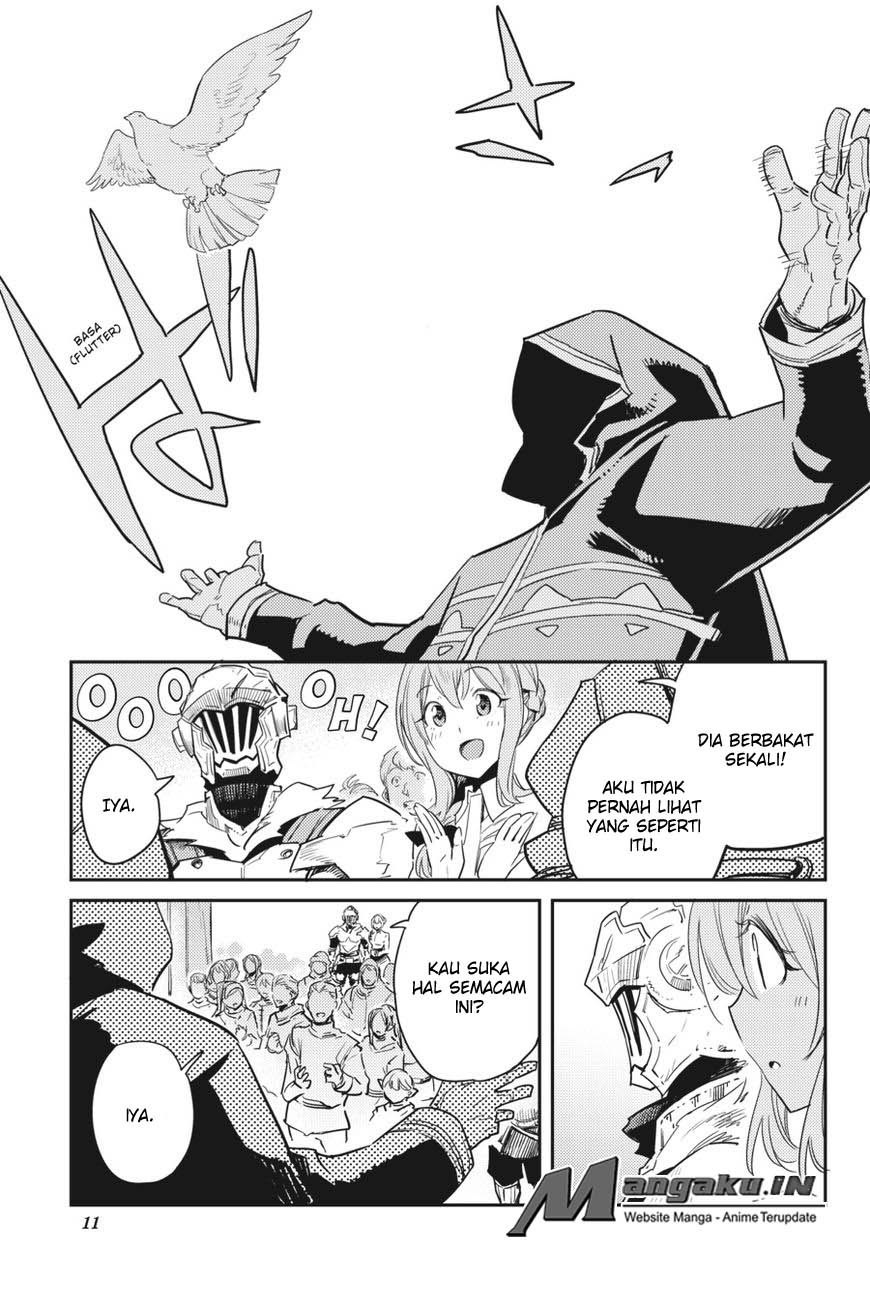 BASA
(FLUTTER)
OOOOOH!
DIA BERBAKAT
SEKALI!
AKU TIDAK
PERNAH LIHAT
YANG SEPERTI
ITU.
IYA.
KAU SUKA
HAL SEMACAM
INI?
IYA.
11
Mangaku.iN
Website Manga - Anime Terupdate